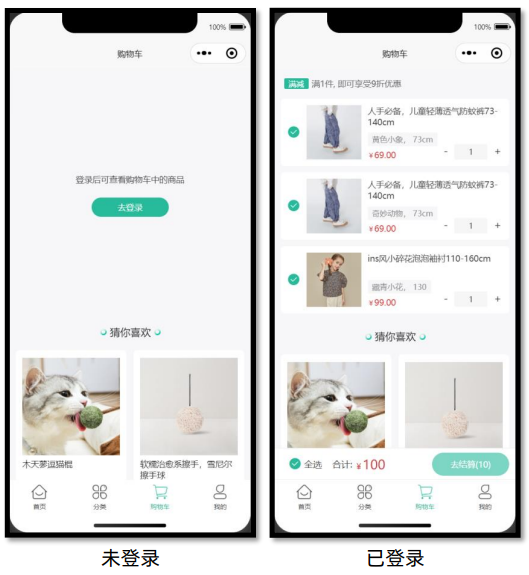 100%
购物车
登录后可查看购物车中的商品
去登录
猜你喜欢
木天蓼逗猫棍
软糯治愈系擦手，雪尼尔
擦手球
首页
分类
购物车
我的
未登录
100%
购物车
满减 满1件, 即可享受9折优惠
人手必备，儿童轻薄透气防蚊裤73-
140cm
黄色小象， 73cm
¥69.00
- 1 +
人手必备，儿童轻薄透气防蚊裤73-
140cm
奇妙动物， 73cm
¥69.00
- 1 +
ins风小碎花泡泡袖衬110-160cm
藏青小花， 130
¥99.00
- 1 +
猜你喜欢
全选 合计: ¥100
去结算(10)
首页
分类
购物车
我的
已登录